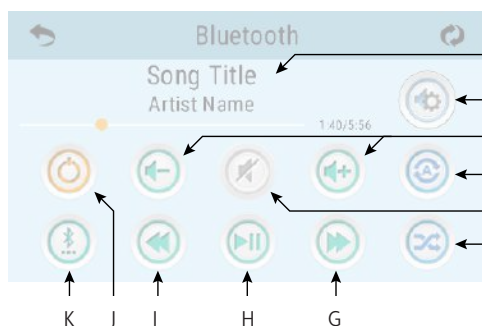 Bluetooth
Song Title
Artist Name
1:40/5:56
A
K J I H G